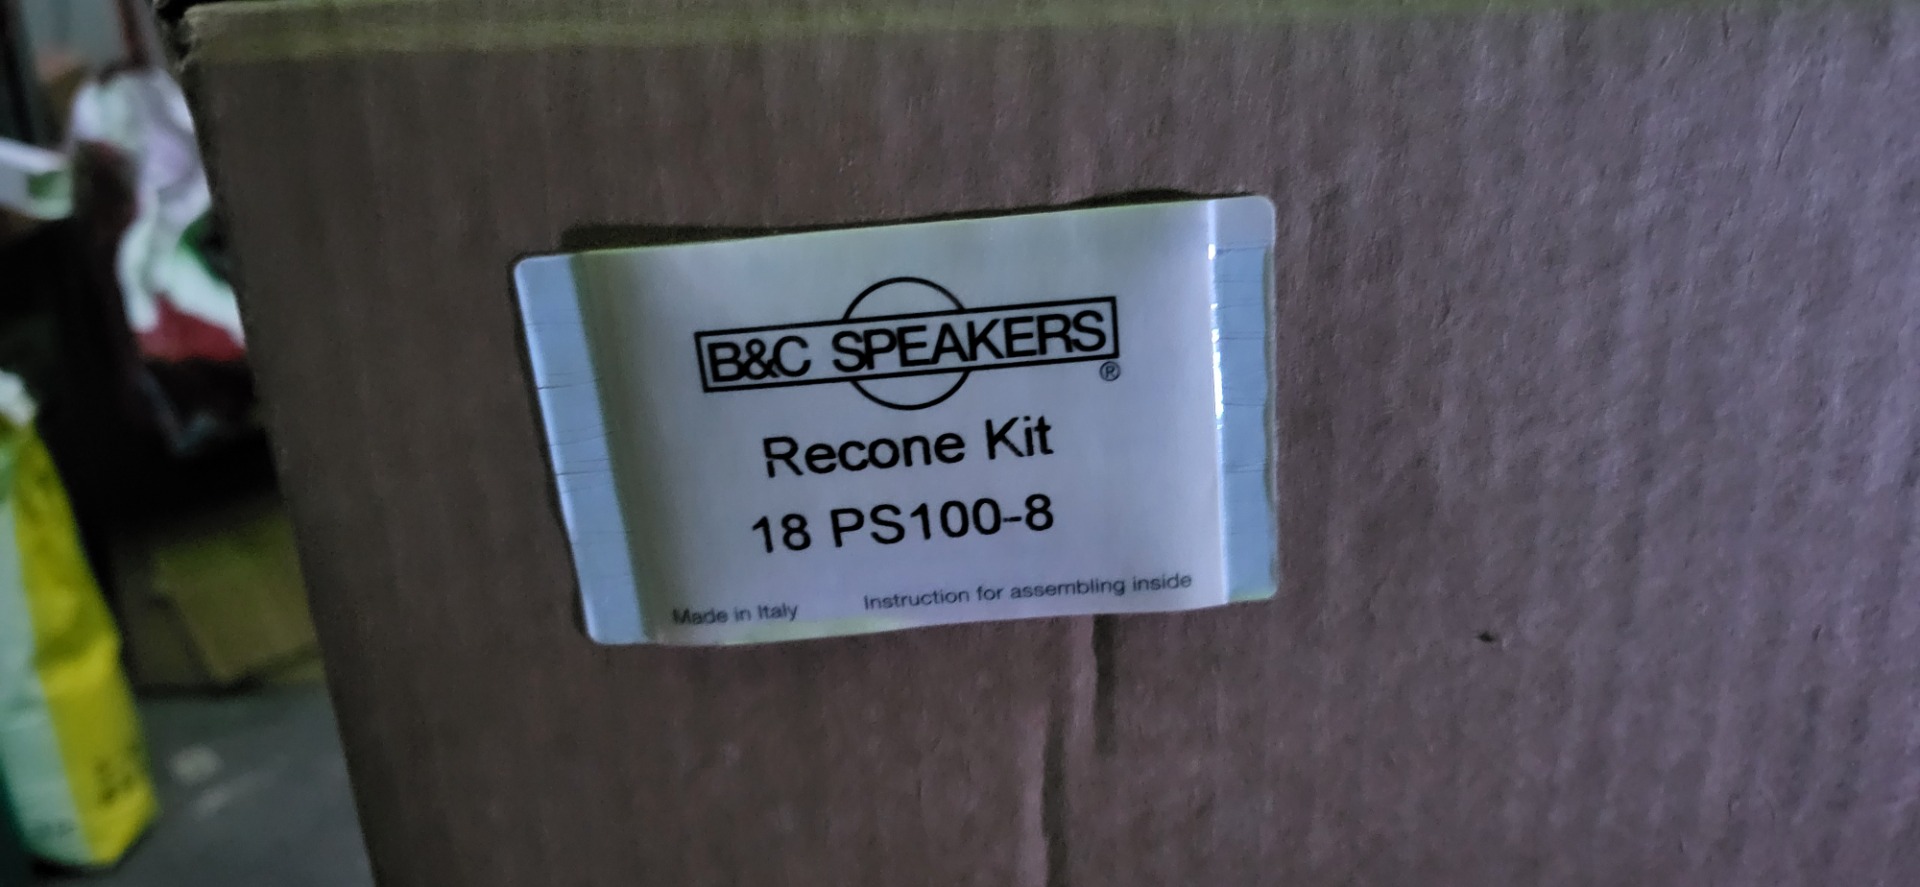 B&C SPEAKERS
®
Recone Kit
18 PS100-8
Made in Italy Instruction for assembling inside